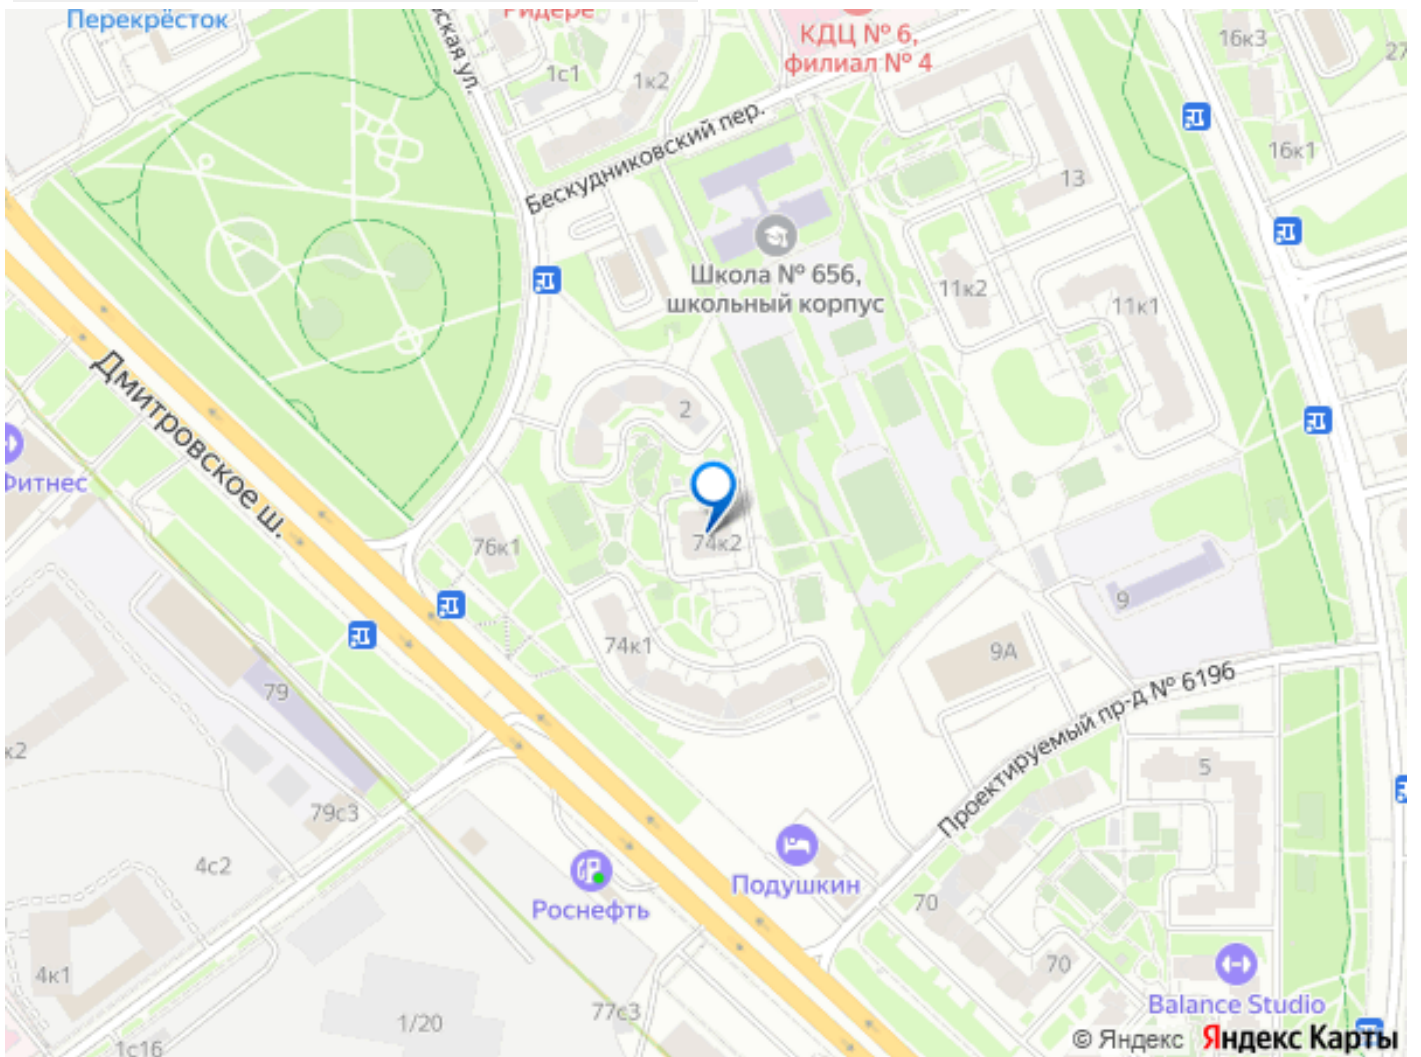 Перекрёсток
Ридере
ская ул.
1с1
1к2
КДЦ № 6,
филиал № 4
16к3
27
16к1
Бескудниковский пер.
13
Школа № 656,
школьный корпус
11к2
11к1
Дмитровское ш.
2
Фитнес
76к1
74к2
9
74к1
9А
79
Проектируемый пр-д № 6196
к2
5
79с3
4с2
Подушкин
Роснефть
70
4к1
70
Balance Studio
77с3
1/20
1с16
© Яндекс Яндекс Карты